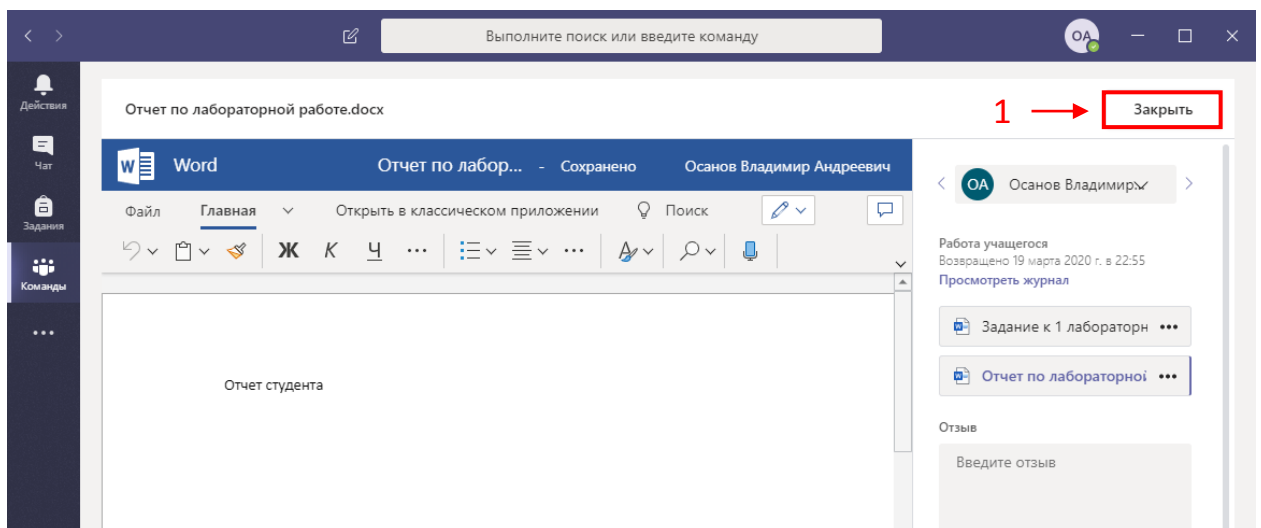 Выполните поиск или введите команду
ОА
Действия
Чат
Задания
Команды
Отчет по лабораторной работе.docx
1
Закрыть
Word
Отчет по лабор... - Сохранено
Осанов Владимир Андреевич
Файл Главная Открыть в классическом приложении Поиск
Ж К Ч
Отчет студента
ОА Осанов Владимир
Работа учащегося
Возвращено 19 марта 2020 г. в 22:55
Просмотреть журнал
Задание к 1 лабораторн
Отчет по лабораторной
Отзыв
Введите отзыв